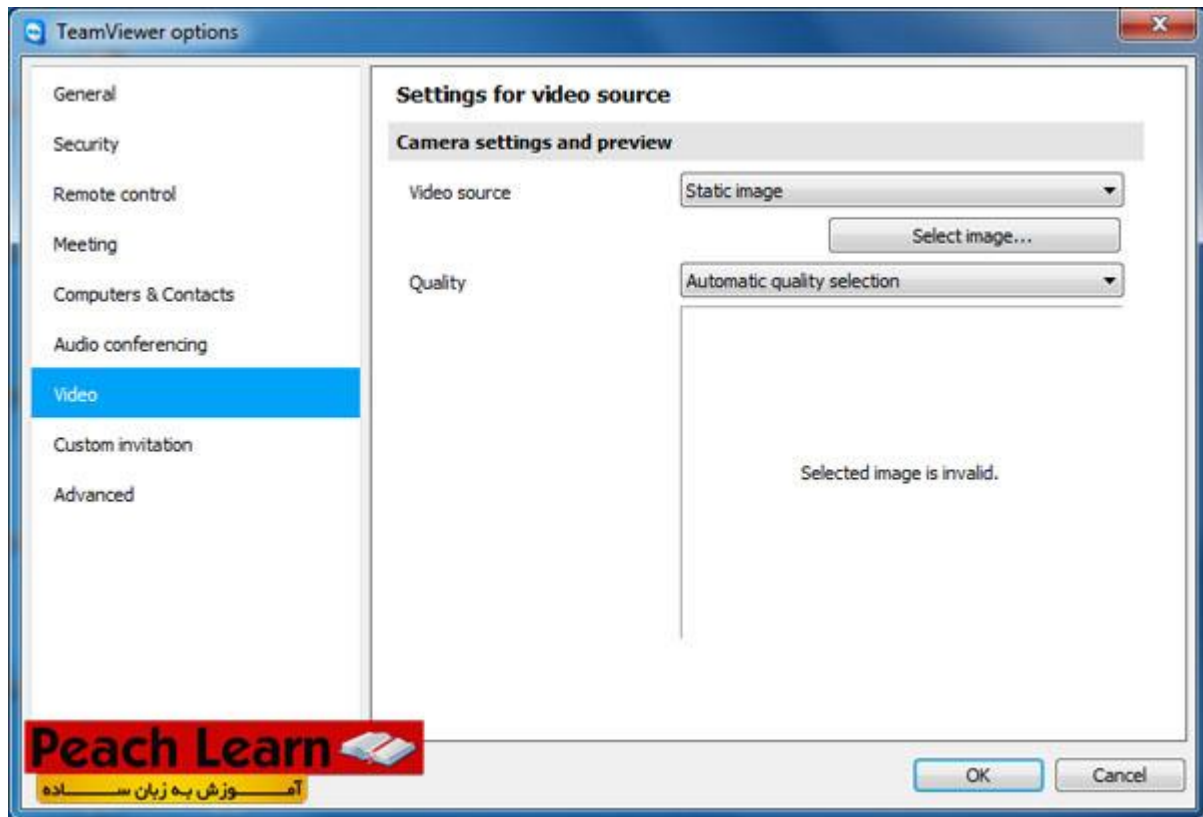 TeamViewer options
General
Security
Remote control
Meeting
Computers & Contacts
Audio conferencing
Video
Custom invitation
Advanced
Settings for video source
Camera settings and preview
Video source Static image
Select image...
Quality Automatic quality selection
Selected image is invalid.
Peach Learn
آمـــوزش بـه زبان ســـاده
OK Cancel